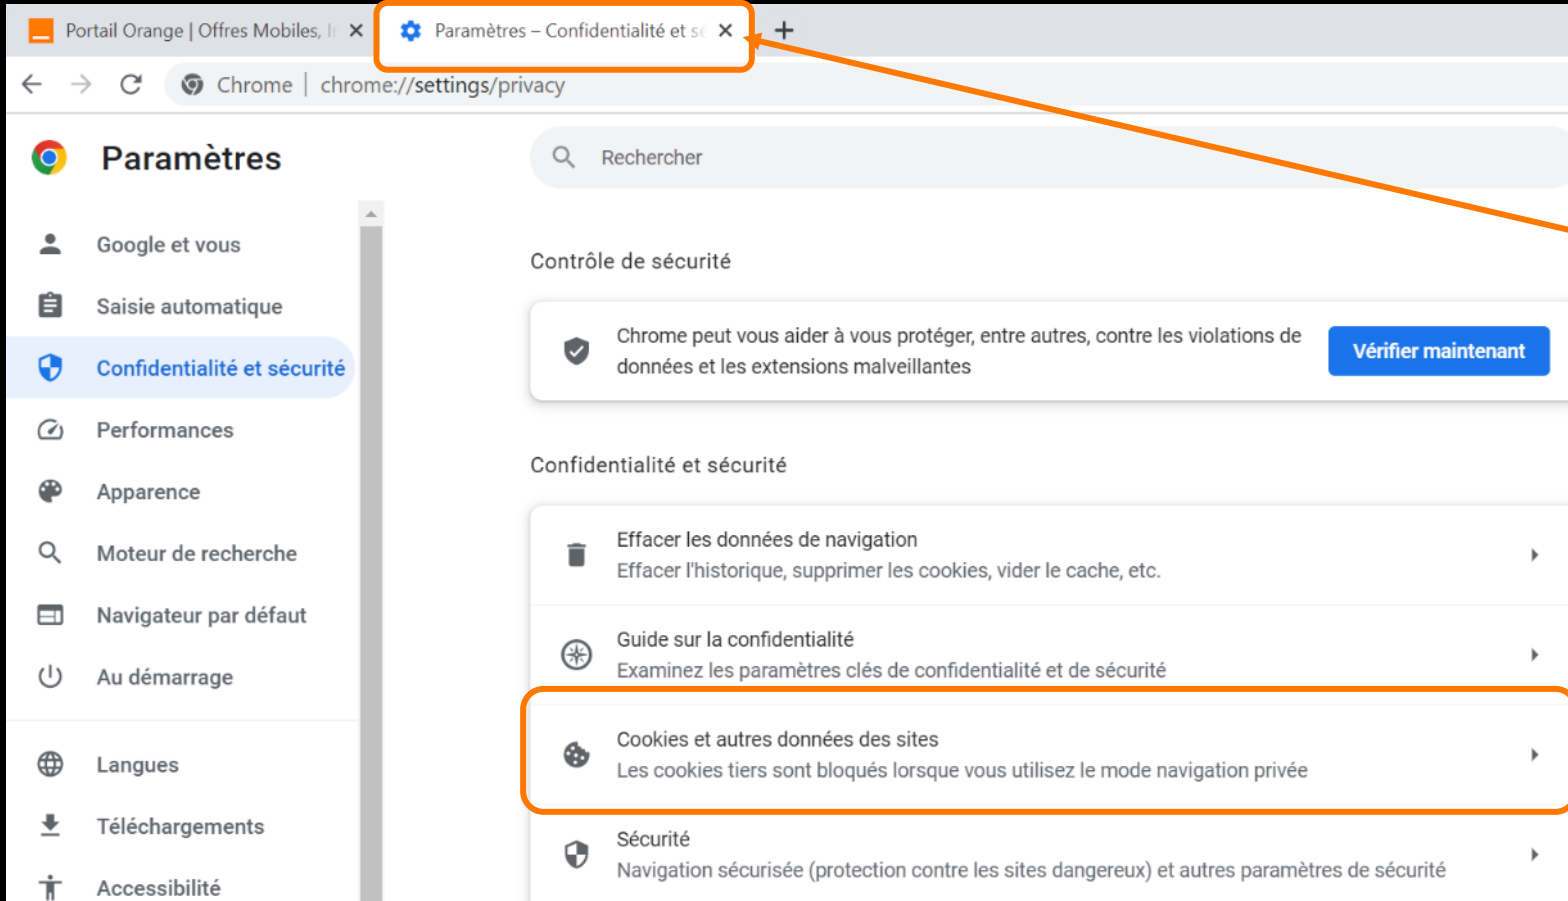 Portail Orange | Offres Mobiles,
Paramètres – Confidentialité et
Chrome | chrome://settings/privacy
Paramètres
Rechercher
Google et vous
Saisie automatique
Confidentialité et sécurité
Performances
Apparence
Moteur de recherche
Navigateur par défaut
Au démarrage
Langues
Téléchargements
Accessibilité
Contrôle de sécurité
Chrome peut vous aider à vous protéger, entre autres, contre les violations de
données et les extensions malveillantes
Vérifier maintenant
Confidentialité et sécurité
Effacer les données de navigation
Effacer l'historique, supprimer les cookies, vider le cache, etc.
Guide sur la confidentialité
Examinez les paramètres clés de confidentialité et de sécurité
Cookies et autres données des sites
Les cookies tiers sont bloqués lorsque vous utilisez le mode navigation privée
Sécurité
Navigation sécurisée (protection contre les sites dangereux) et autres paramètres de sécurité